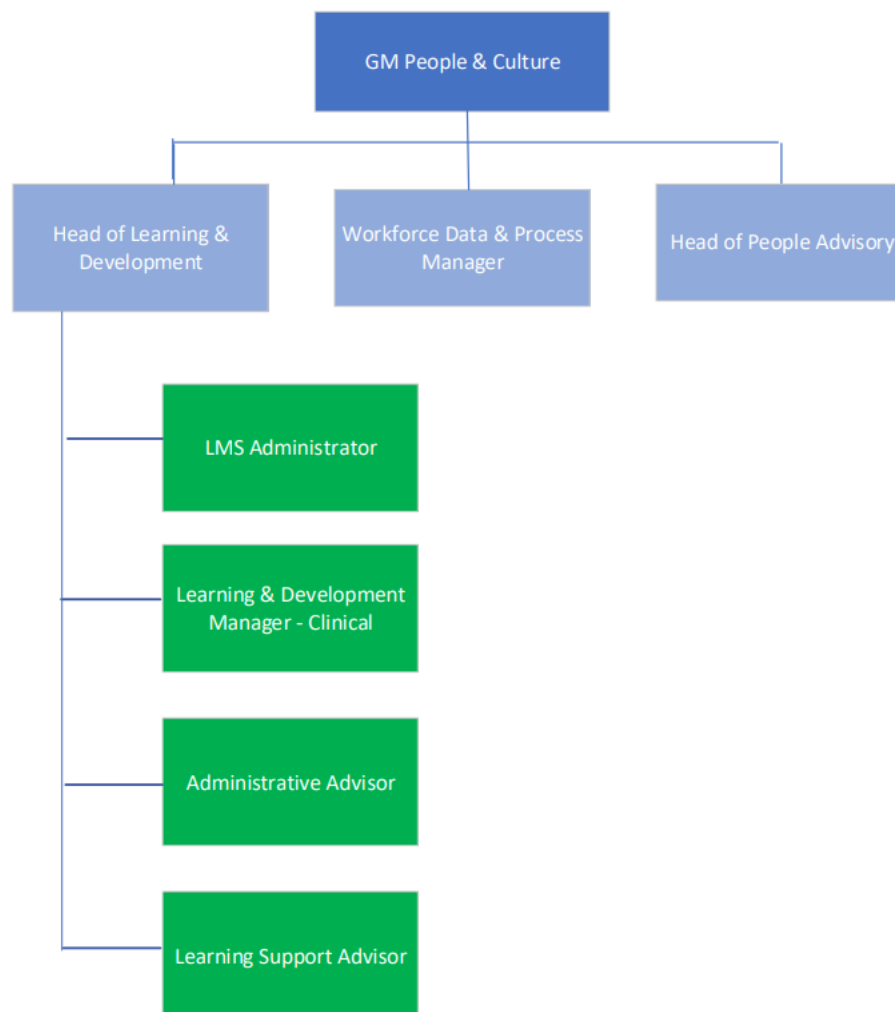 GM People & Culture
Head of Learning &
Development
Workforce Data & Process
Manager
Head of People Advisory
LMS Administrator
Learning & Development
Manager - Clinical
Administrative Advisor
Learning Support Advisor